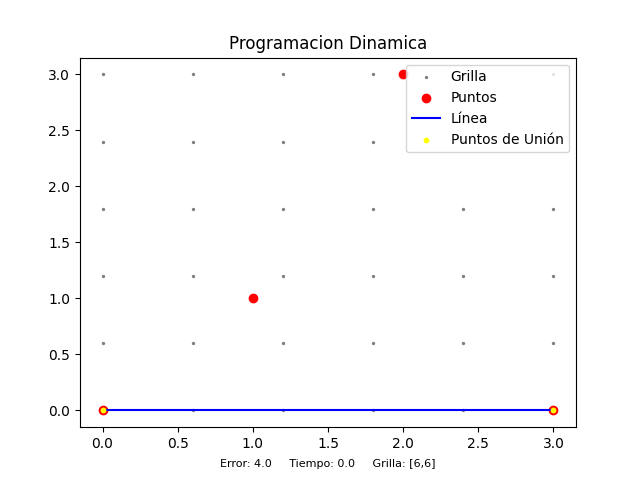 Programacion Dinamica
Grilla
Puntos
Línea
Puntos de Unión
3.0
2.5
2.0
1.5
1.0
0.5
0.0
0.0 0.5 1.0 1.5 2.0 2.5 3.0
Error: 4.0 Tiempo: 0.0 Grilla: [6,6]